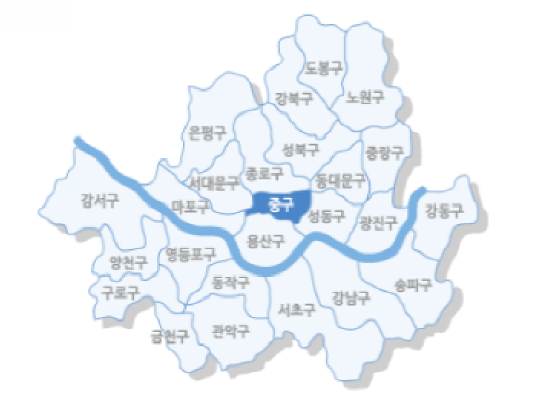 도봉구
강북구
노원구
은평구
성북구
중랑구
종로구
서대문구
동대문구
강서구
마포구
중구
성동구
광진구
강동구
용산구
양천구
영등포구
동작구
송파구
구로구
강남구
서초구
금천구
관악구